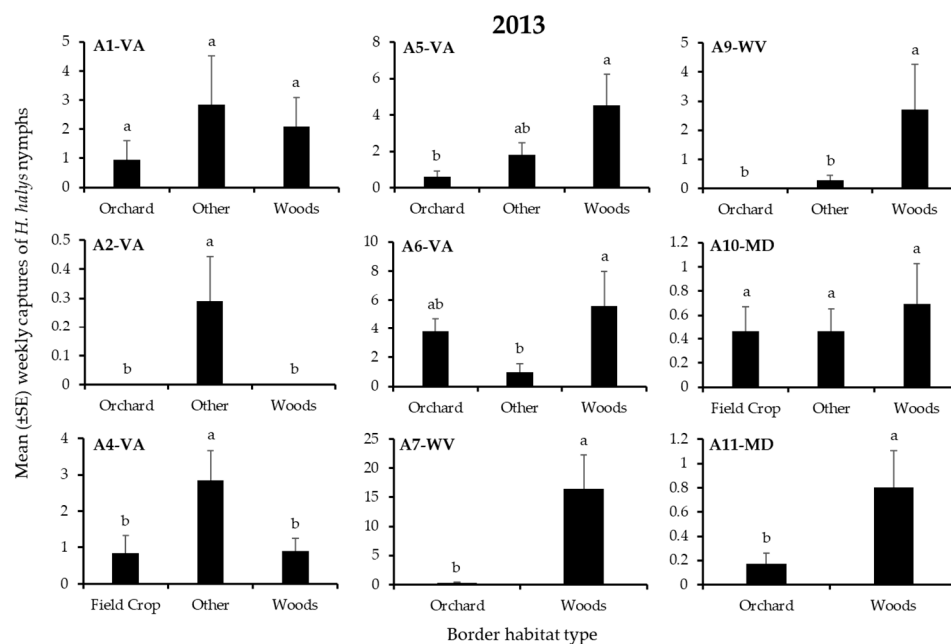 2013
Mean (±SE) weekly captures of H. halys nymphs
A1-VA
5
4
3
2
1
0
a
a
a
Orchard Other Woods
A5-VA
8
6
4
2
0
b
ab
a
Orchard Other Woods
A9-WV
5
4
3
2
1
0
b
b
a
Orchard Other Woods
A2-VA
0.5
0.4
0.3
0.2
0.1
0
b
a
b
Orchard Other Woods
A6-VA
10
8
6
4
2
0
ab
b
a
Orchard Other Woods
A10-MD
1.2
1
0.8
0.6
0.4
0.2
0
a
a
a
Field Crop Other Woods
A4-VA
4
3
2
1
0
b
a
b
Field Crop Other Woods
A7-WV
25
20
15
10
5
0
b
a
Orchard Woods
A11-MD
1.2
1
0.8
0.6
0.4
0.2
0
b
a
Orchard Woods
Border habitat type